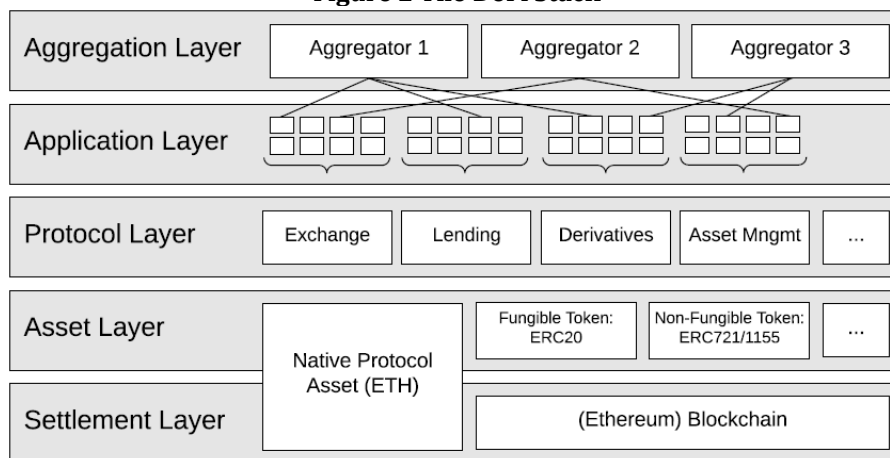 Aggregation Layer
Aggregator 1
Aggregator 2
Aggregator 3
Application Layer
Protocol Layer
Exchange
Lending
Derivatives
Asset Mngmt
...
Asset Layer
Native Protocol
Asset (ETH)
Fungible Token:
ERC20
Non-Fungible Token:
ERC721/1155
...
Settlement Layer
(Ethereum) Blockchain